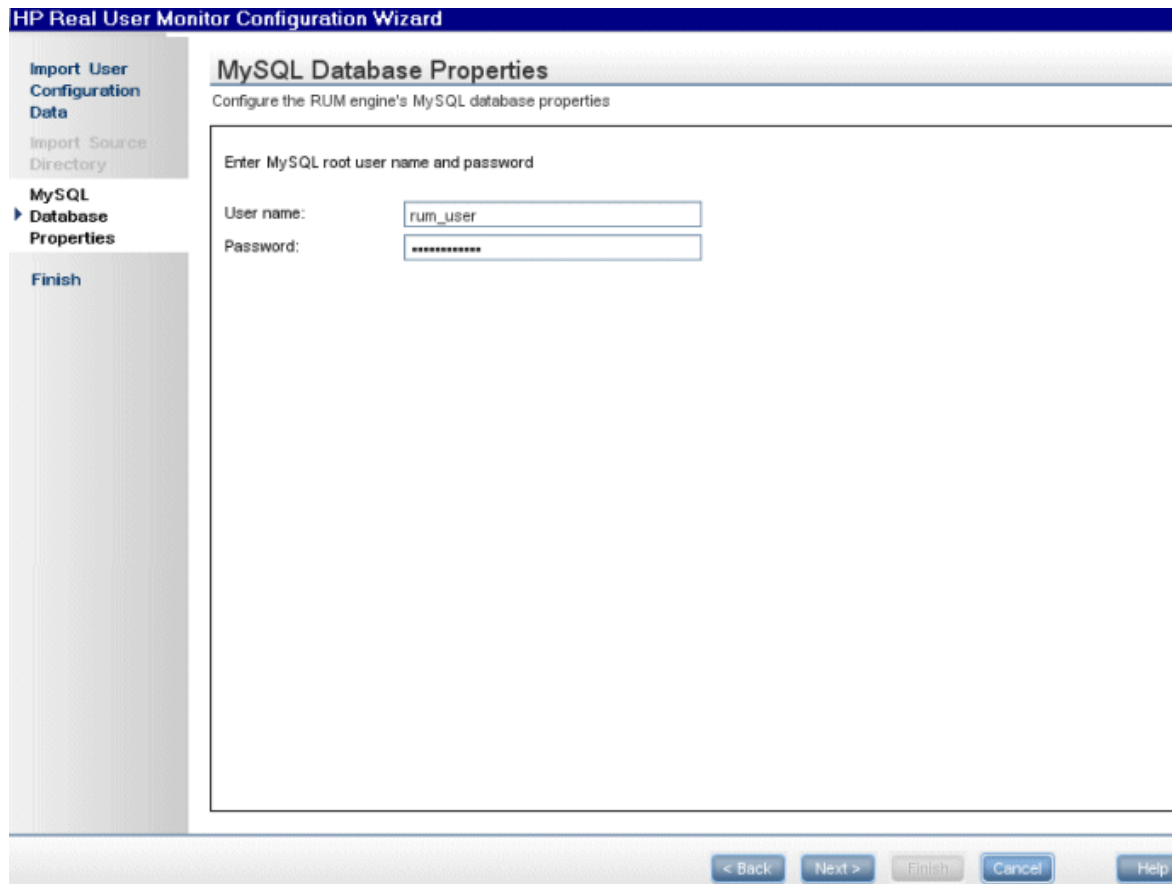 HP Real User Monitor Configuration Wizard
Import User
Configuration
Data
Import Source
Directory
MySQL
Database
Properties
Finish
MySQL Database Properties
Configure the RUM engine's MySQL database properties
Enter MySQL root user name and password
User name: rum_user
Password: ••••••••••••
< Back Next > Finish Cancel Help